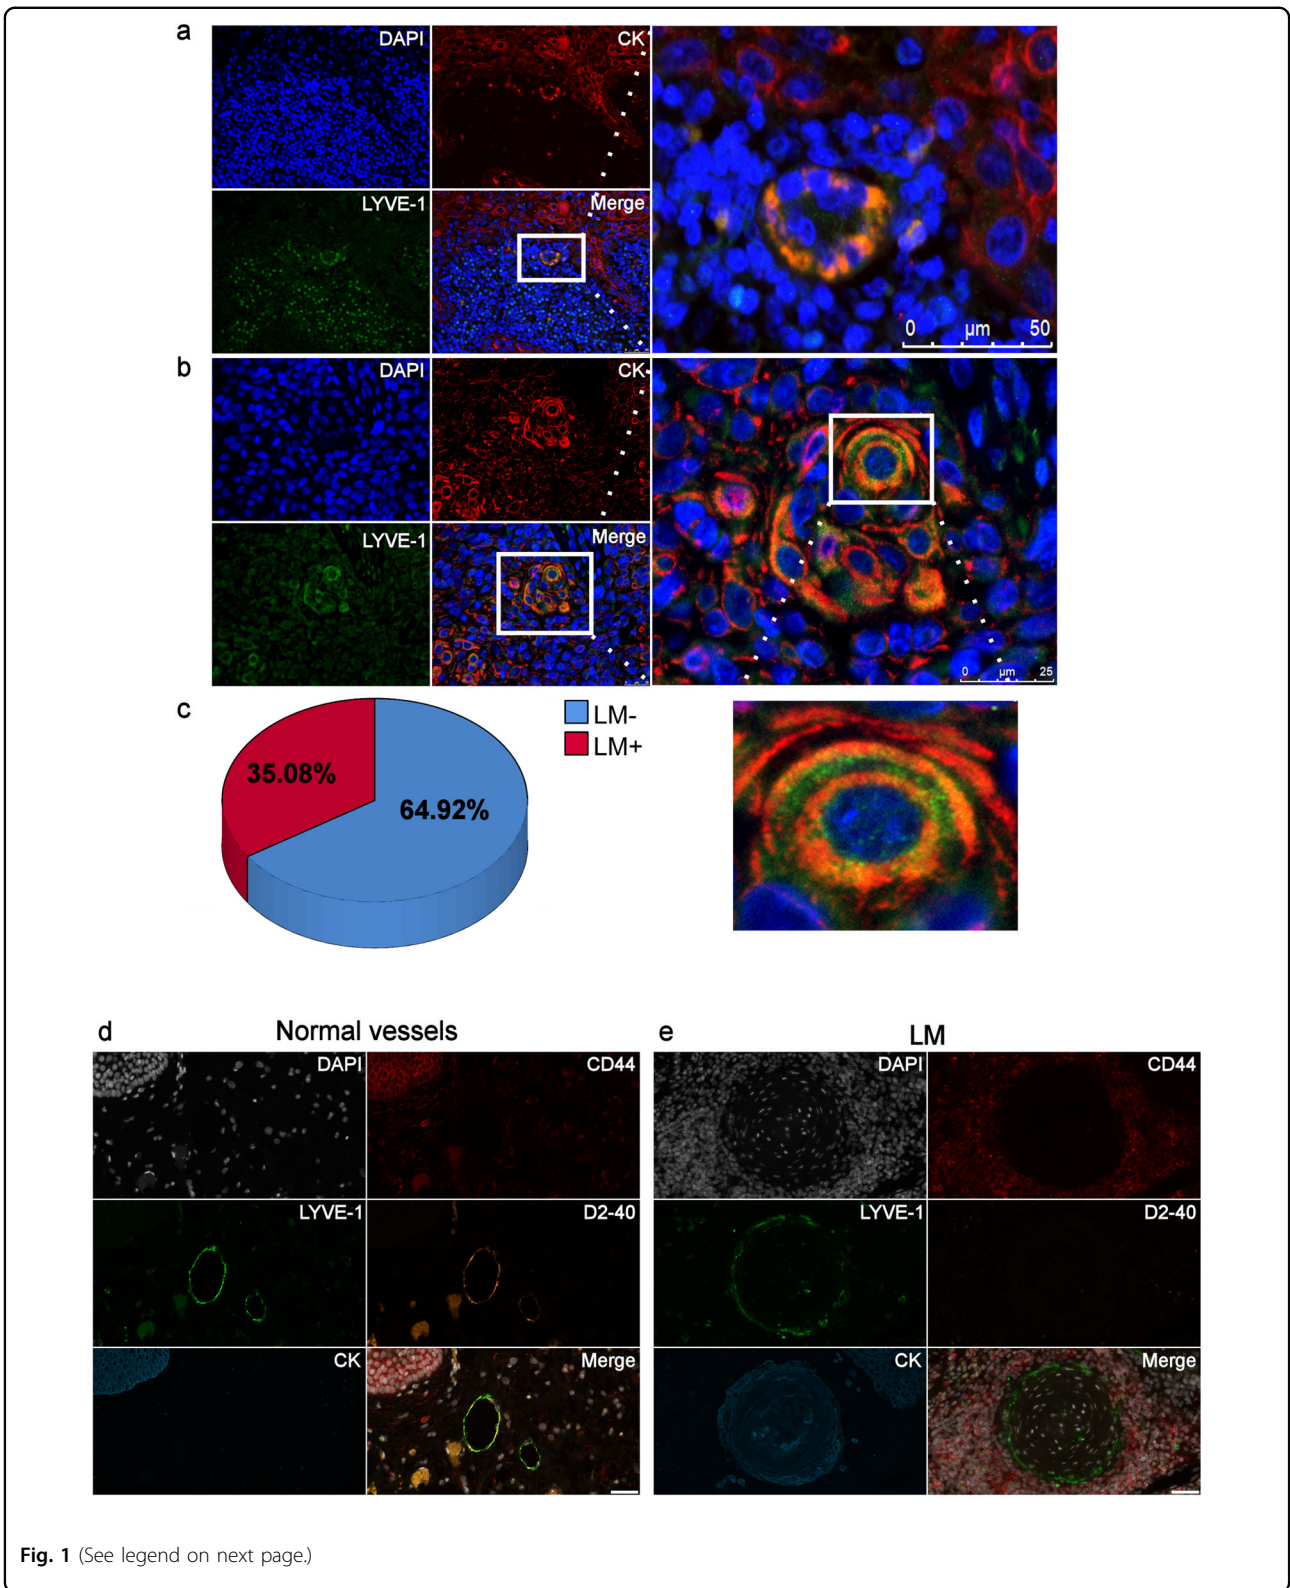 a
DAPI
CK
LYVE-1
Merge
0 µm 50
b
DAPI
CK
LYVE-1
Merge
0 µm 25
c
35.08%
64.92%
LM-
LM+
d
Normal vessels
DAPI
CD44
LYVE-1
D2-40
CK
Merge
e
LM
DAPI
CD44
LYVE-1
D2-40
CK
Merge
Fig. 1 (See legend on next page.)